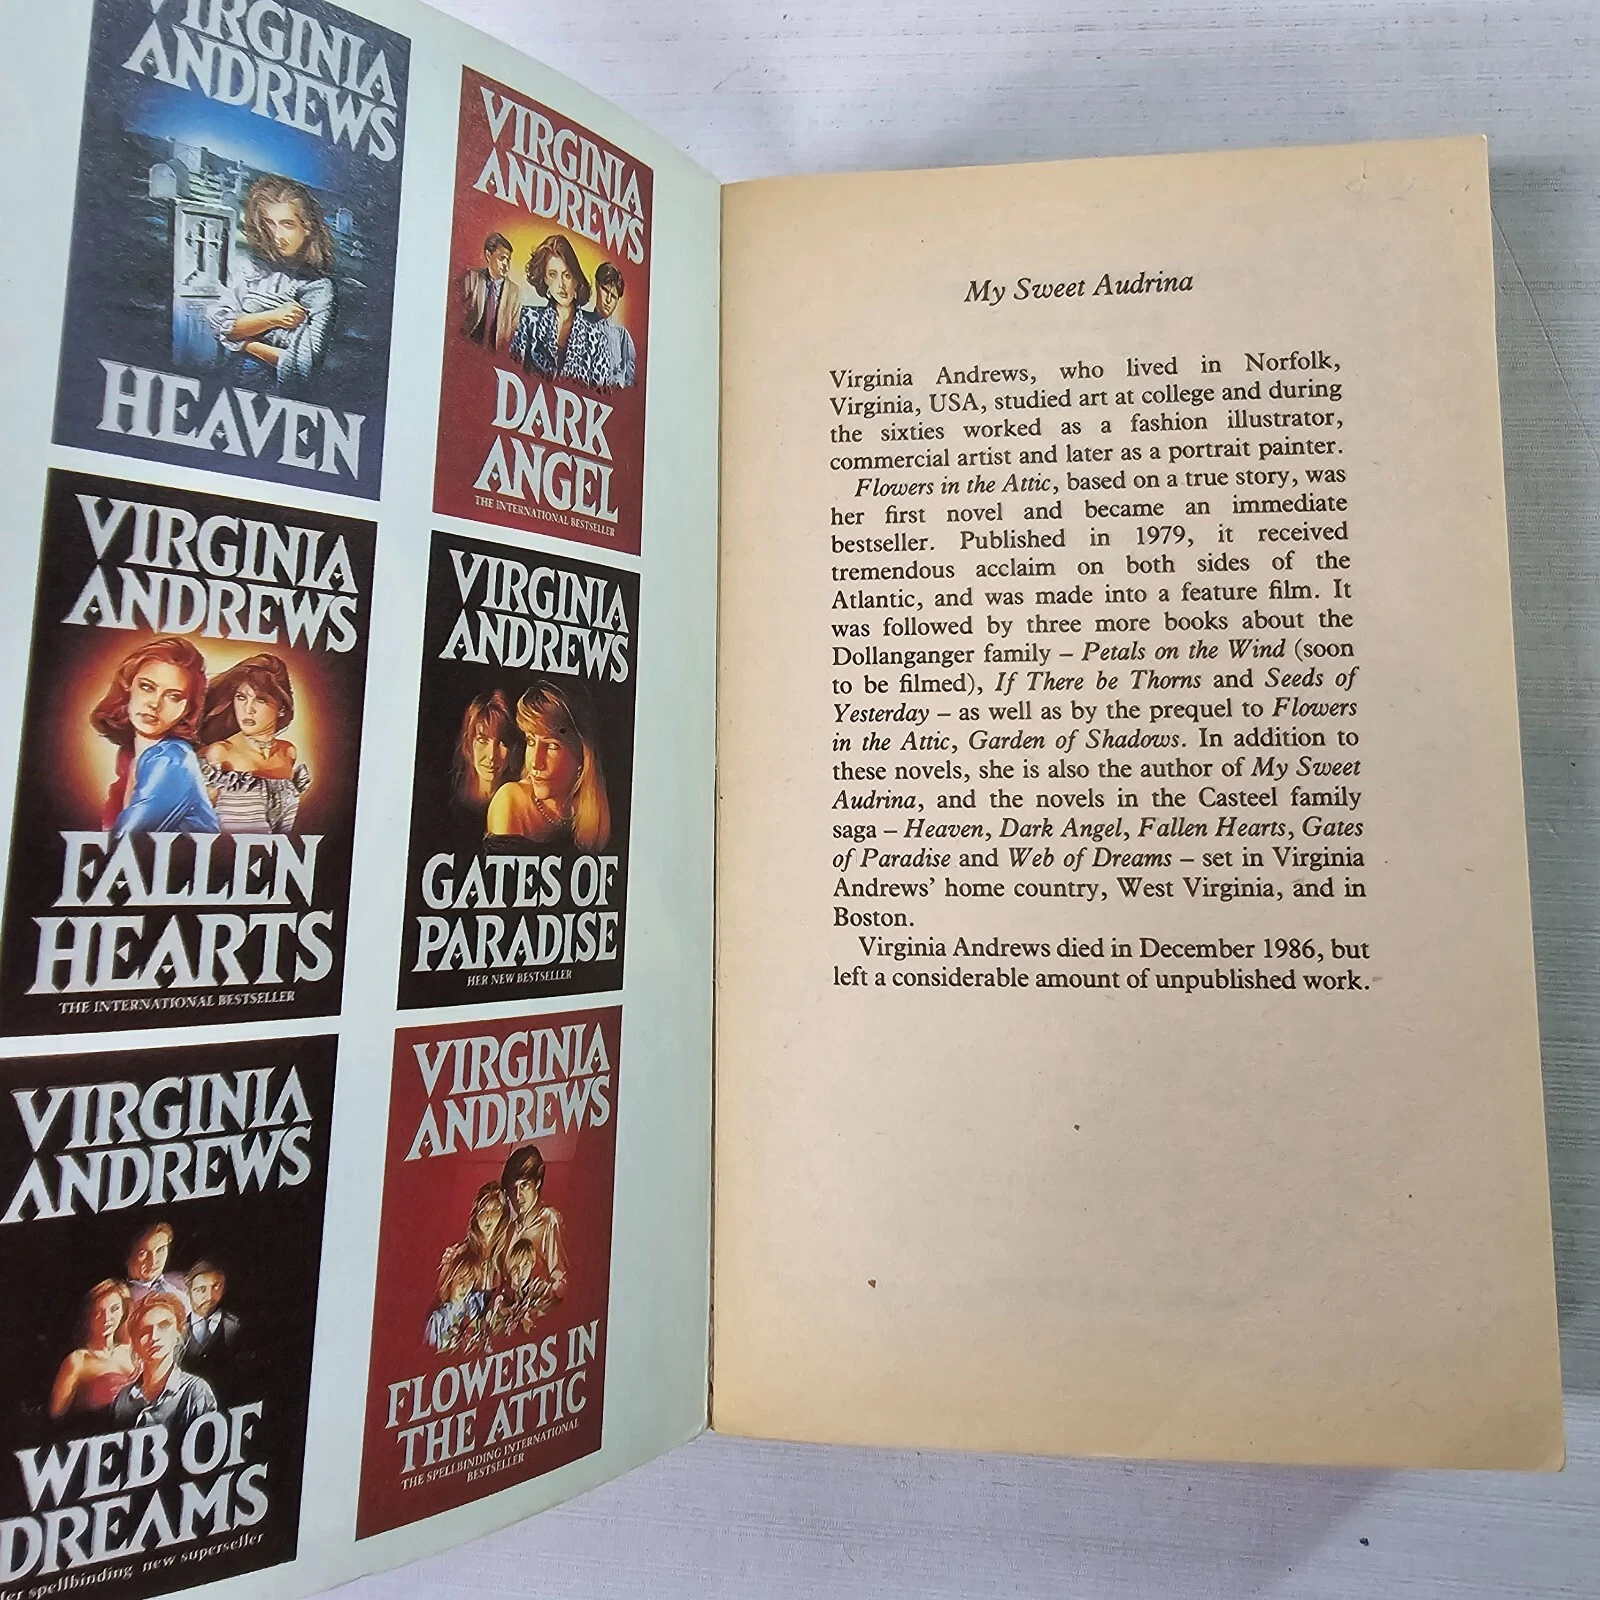 VIRGINIA
ANDREWS
HEAVEN
VIRGINIA
ANDREWS
DARK
ANGEL
THE INTERNATIONAL BESTSELLER
VIRGINIA
ANDREWS
FALLEN
HEARTS
THE INTERNATIONAL BESTSELLER
VIRGINIA
ANDREWS
GATES OF
PARADISE
HER NEW BESTSELLER
VIRGINIA
ANDREWS
WEB OF
DREAMS
Her spellbinding new superseller
VIRGINIA
ANDREWS
FLOWERS IN
THE ATTIC
THE SPELLBINDING INTERNATIONAL
BESTSELLER
My Sweet Audrina
Virginia Andrews, who lived in Norfolk,
Virginia, USA, studied art at college and during
the sixties worked as a fashion illustrator,
commercial artist and later as a portrait painter.
Flowers in the Attic, based on a true story, was
her first novel and became an immediate
bestseller. Published in 1979, it received
tremendous acclaim on both sides of the
Atlantic, and was made into a feature film. It
was followed by three more books about the
Dollanganger family – Petals on the Wind (soon
to be filmed), If There be Thorns and Seeds of
Yesterday – as well as by the prequel to Flowers
in the Attic, Garden of Shadows. In addition to
these novels, she is also the author of My Sweet
Audrina, and the novels in the Casteel family
saga – Heaven, Dark Angel, Fallen Hearts, Gates
of Paradise and Web of Dreams – set in Virginia
Andrews' home country, West Virginia, and in
Boston.
Virginia Andrews died in December 1986, but
left a considerable amount of unpublished work.